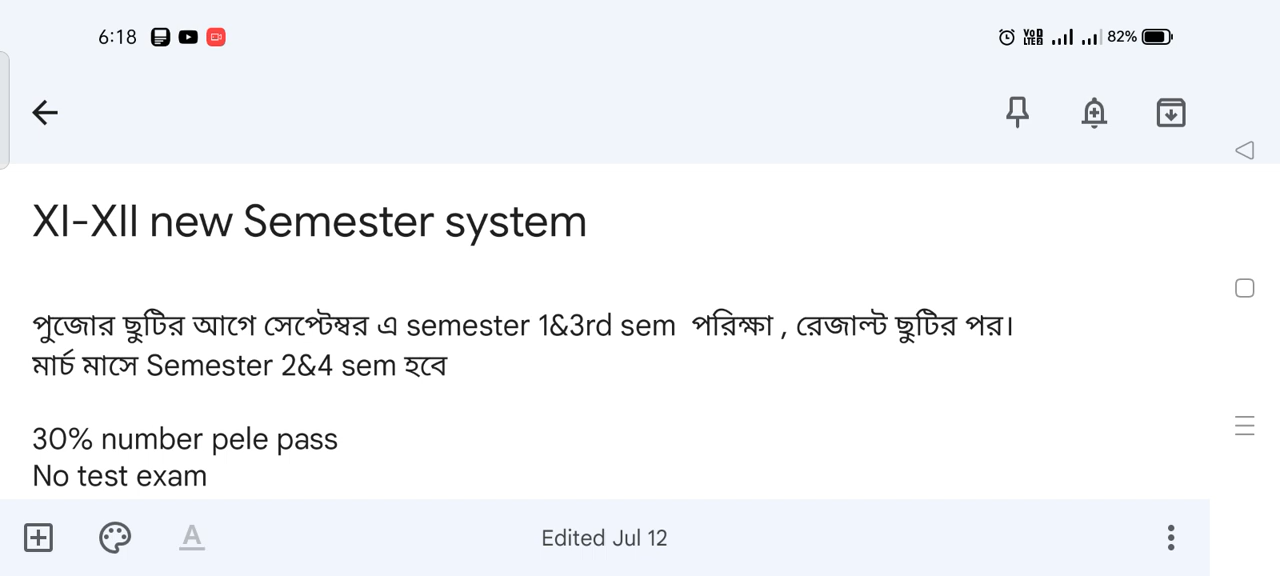 6:18
82%
XI-XII new Semester system
পুজোর ছুটির আগে সেপ্টেম্বর এ semester 1&3rd sem পরিক্ষা , রেজাল্ট ছুটির পর।
মার্চ মাসে Semester 2&4 sem হবে
30% number pele pass
No test exam
A
Edited Jul 12